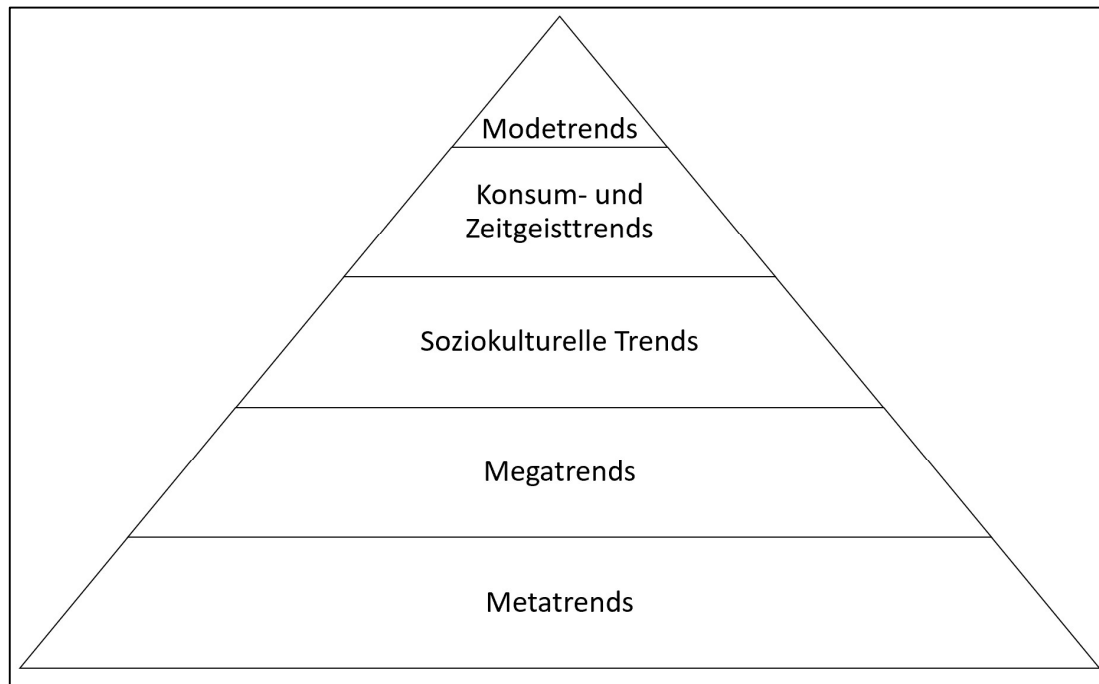 Modetrends
Konsum- und
Zeitgeisttrends
Soziokulturelle Trends
Megatrends
Metatrends